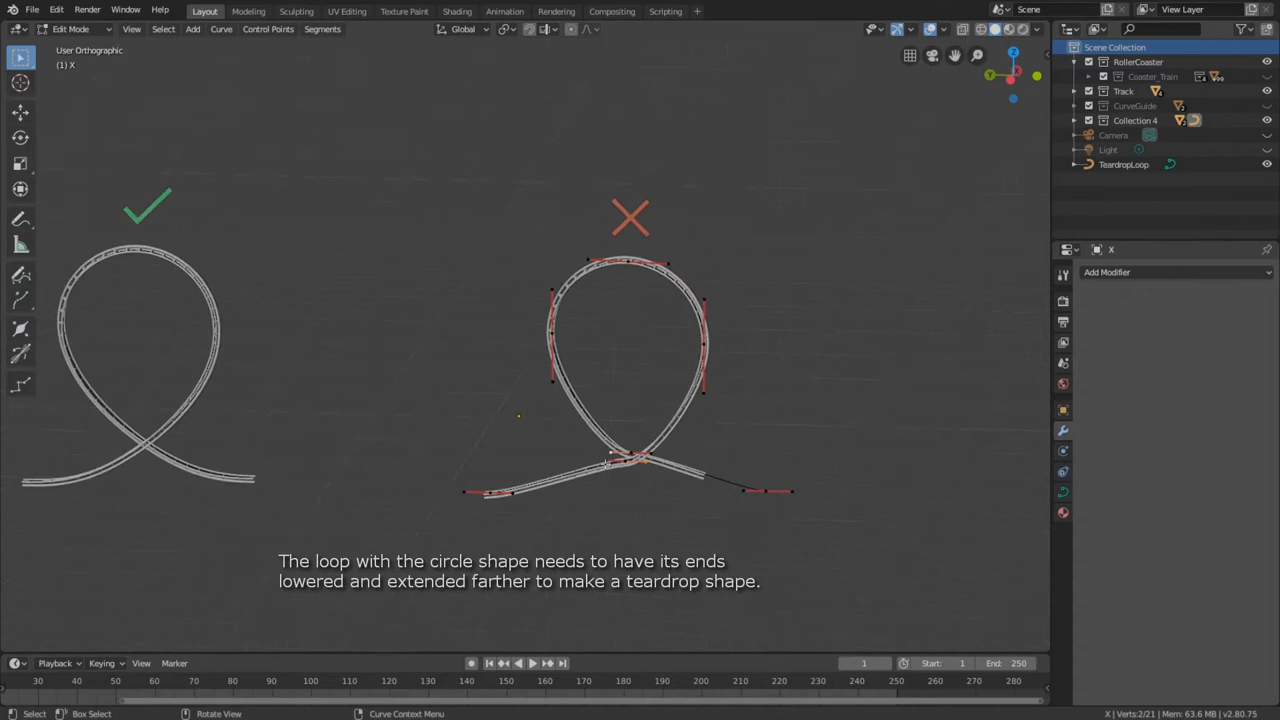 File Edit Render Window Help
Layout Modeling Sculpting UV Editing Texture Paint Shading Animation Rendering Compositing Scripting +
Scene
View Layer
Edit Mode View Select Add Curve Control Points Segments
Global
User Orthographic
(1) X
Z
Y
X
Scene Collection
RollerCoaster
Coaster_Train
Track
CurveGuide
Collection 4
Camera
Light
TeardropLoop
X
Add Modifier
The loop with the circle shape needs to have its ends
lowered and extended farther to make a teardrop shape.
Playback Keying View Marker
1 Start: 1 End: 250
30 40 50 60 70 80 90 100 110 120 130 140 150 160 170 180 190 200 210 220 230 240 250 260 270 280
Select Box Select Rotate View Curve Context Menu
X | Verts:2/21 | Mem: 63.6 MB | v2.80.75